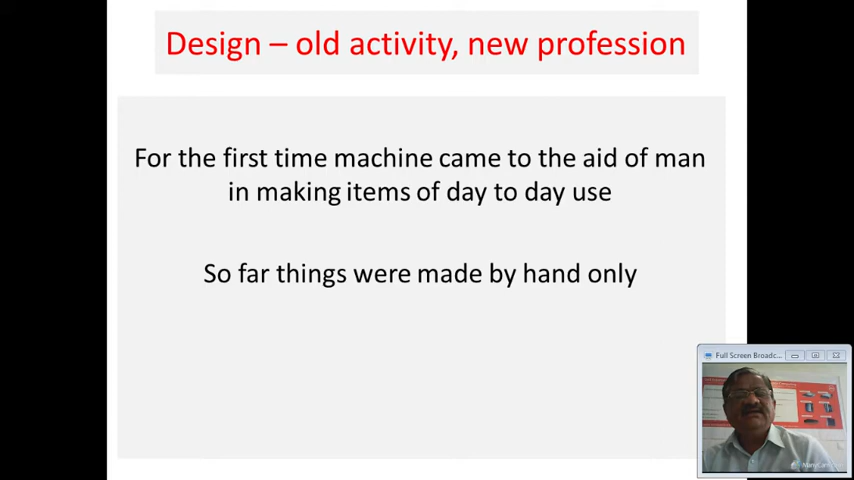 Design – old activity, new profession
For the first time machine came to the aid of man
in making items of day to day use
So far things were made by hand only
Full Screen Broadc...
ManyCam